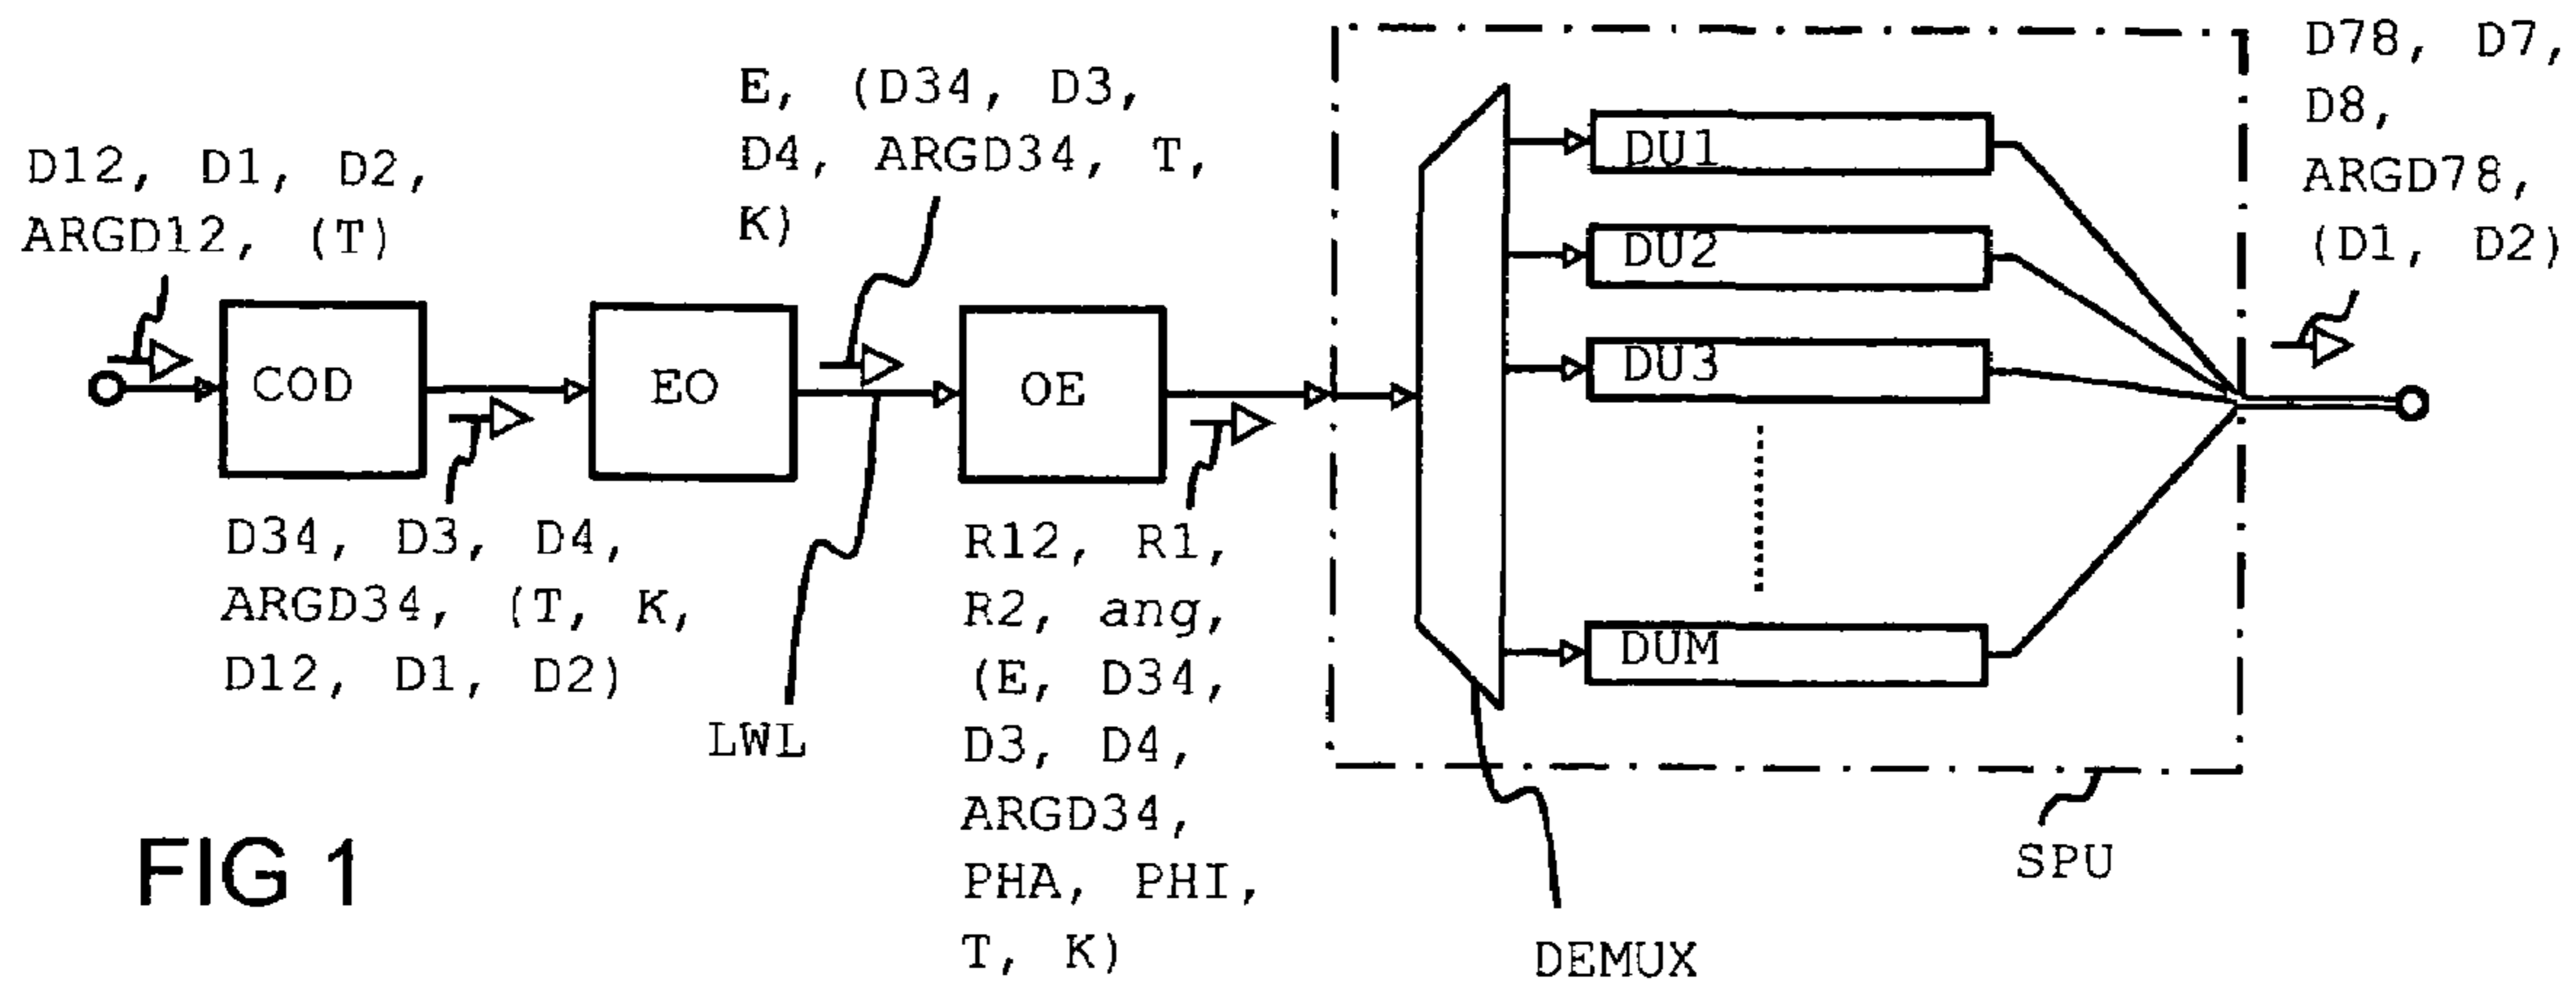 D12, D1, D2,
ARGD12, (T)
COD
D34, D3, D4,
ARGD34, (T, K,
D12, D1, D2)
EO
E, (D34, D3,
D4, ARGD34, T,
K)
LWL
OE
R12, R1,
R2, ang,
(E, D34,
D3, D4,
ARGD34,
PHA, PHI,
T, K)
DU1
DU2
DU3
DUM
DEMUX
SPU
D78, D7,
D8,
ARGD78,
(D1, D2)
FIG 1